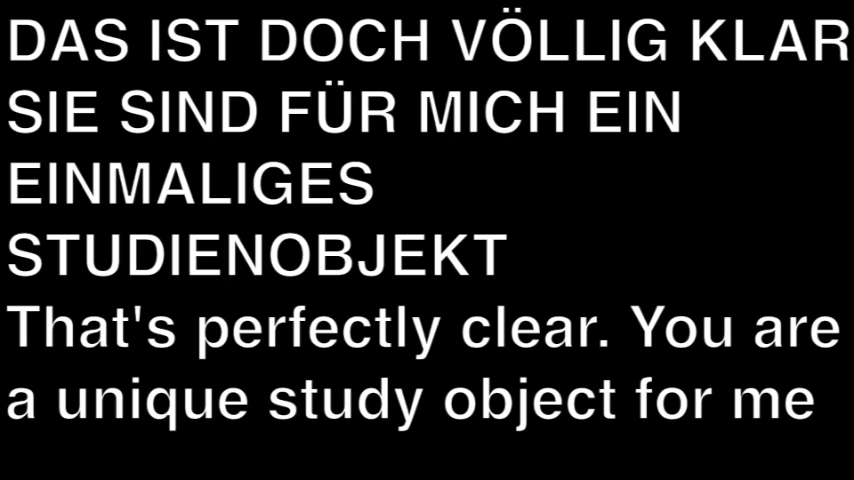 DAS IST DOCH VÖLLIG KLAR
SIE SIND FÜR MICH EIN
EINMALIGES
STUDIENOBJEKT
That's perfectly clear. You are
a unique study object for me